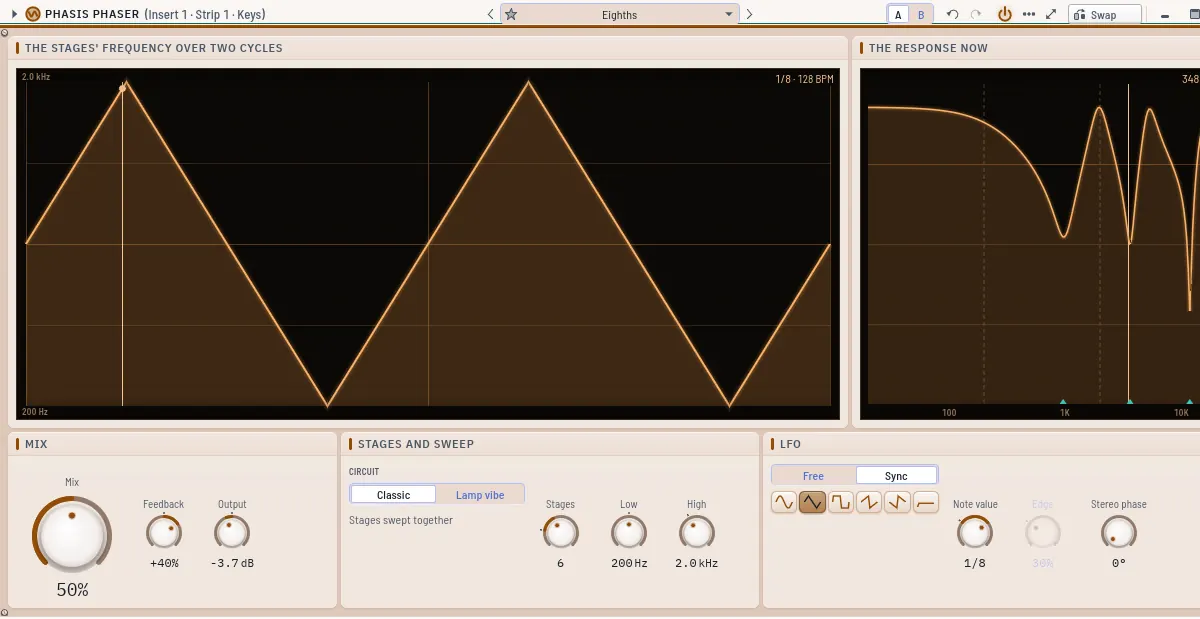 PHASIS PHASER (Insert 1 · Strip 1 · Keys)
Eighths
A B
Swap
THE STAGES' FREQUENCY OVER TWO CYCLES
THE RESPONSE NOW
2.0 kHz
1/8 · 128 BPM
348
200 Hz
100 1K 10K
MIX
STAGES AND SWEEP
LFO
Mix
Feedback
Output
+40%
-3.7 dB
50%
CIRCUIT
Classic
Lamp vibe
Stages swept together
Stages
Low
High
6
200 Hz
2.0 kHz
Free
Sync
Note value
Edge
Stereo phase
1/8
30%
0°